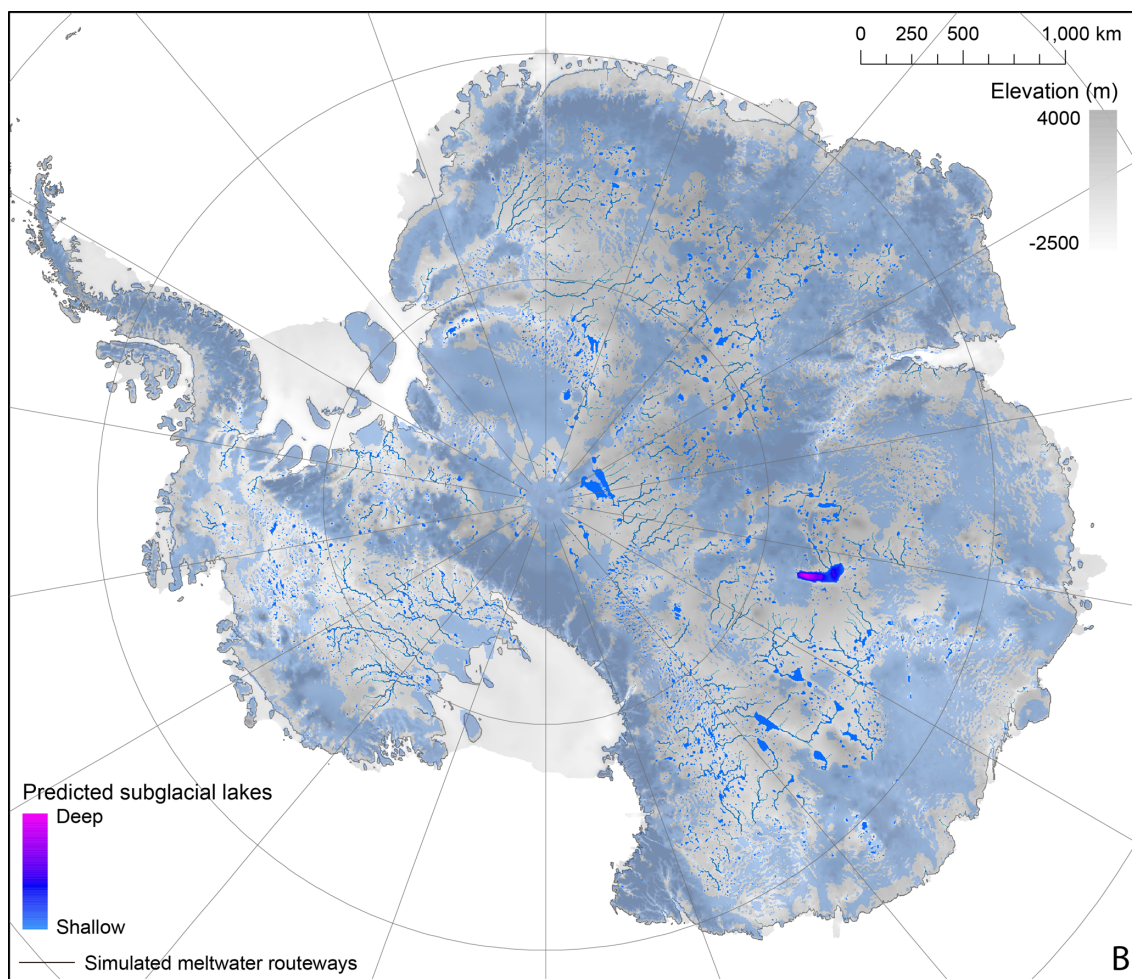 0 250 500 1,000 km
Elevation (m)
4000
-2500
Predicted subglacial lakes
Deep
Shallow
Simulated meltwater routeways
B